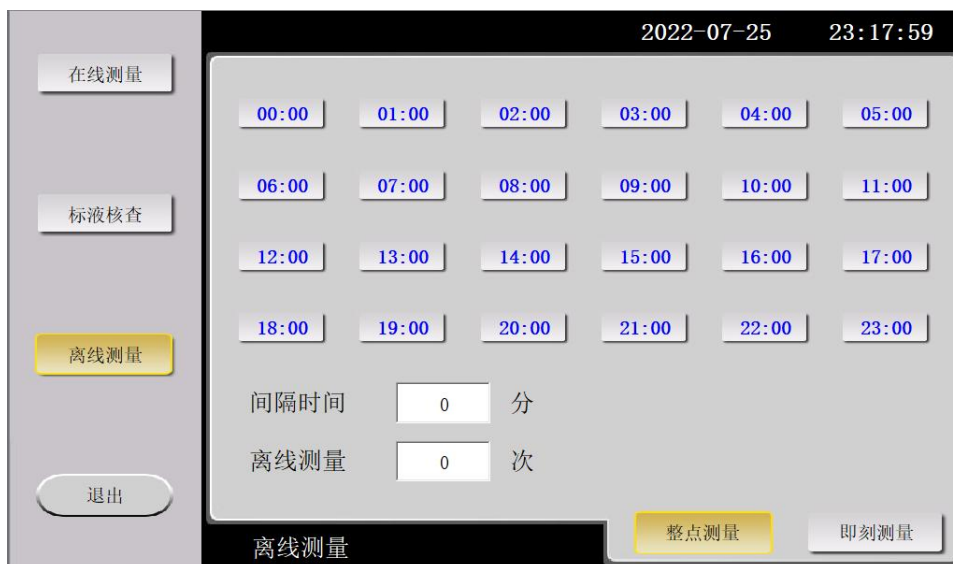 2022-07-25 23:17:59
在线测量
标液核查
离线测量
退出
00:00 01:00 02:00 03:00 04:00 05:00
06:00 07:00 08:00 09:00 10:00 11:00
12:00 13:00 14:00 15:00 16:00 17:00
18:00 19:00 20:00 21:00 22:00 23:00
间隔时间 0 分
离线测量 0 次
离线测量 整点测量 即刻测量